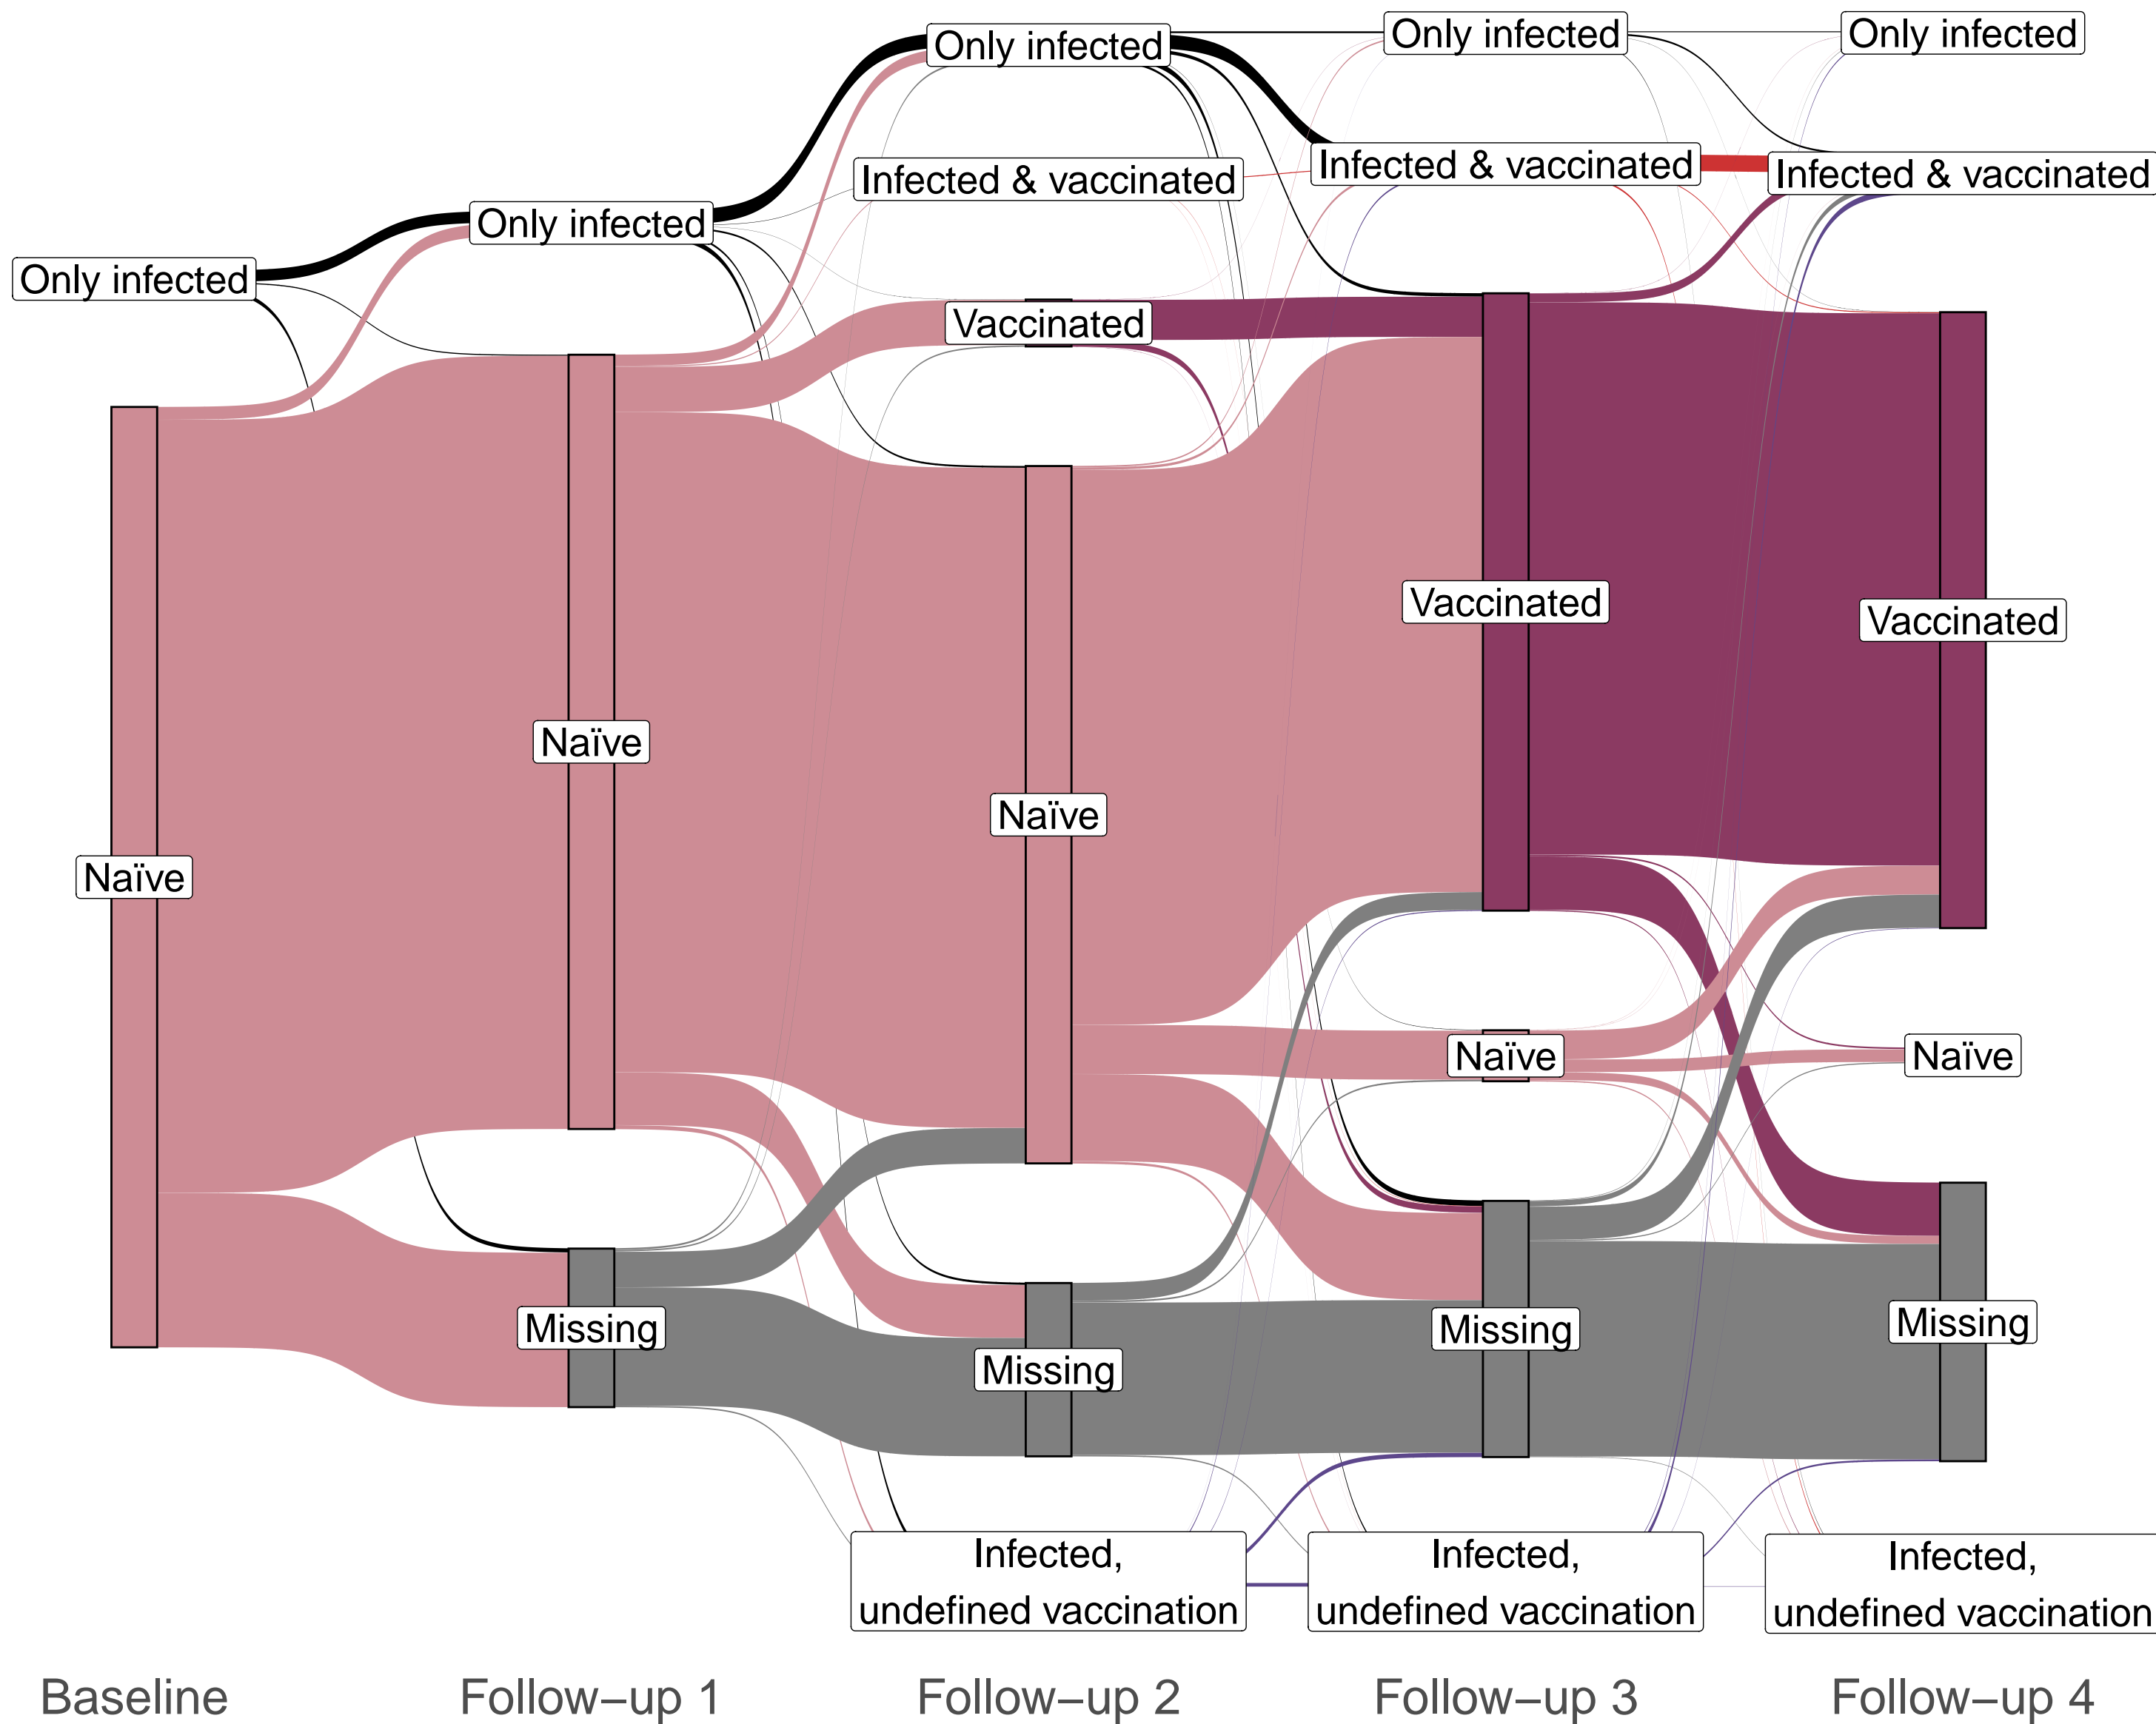 Only infected
Only infected
Only infected
Infected & vaccinated
Infected & vaccinated
Infected & vaccinated
Only infected
Only infected
Vaccinated
Vaccinated
Vaccinated
Naïve
Naïve
Naïve
Naïve
Naïve
Missing
Missing
Missing
Missing
Infected,
undefined vaccination
Infected,
undefined vaccination
Infected,
undefined vaccination
Baseline
Follow–up 1
Follow–up 2
Follow–up 3
Follow–up 4